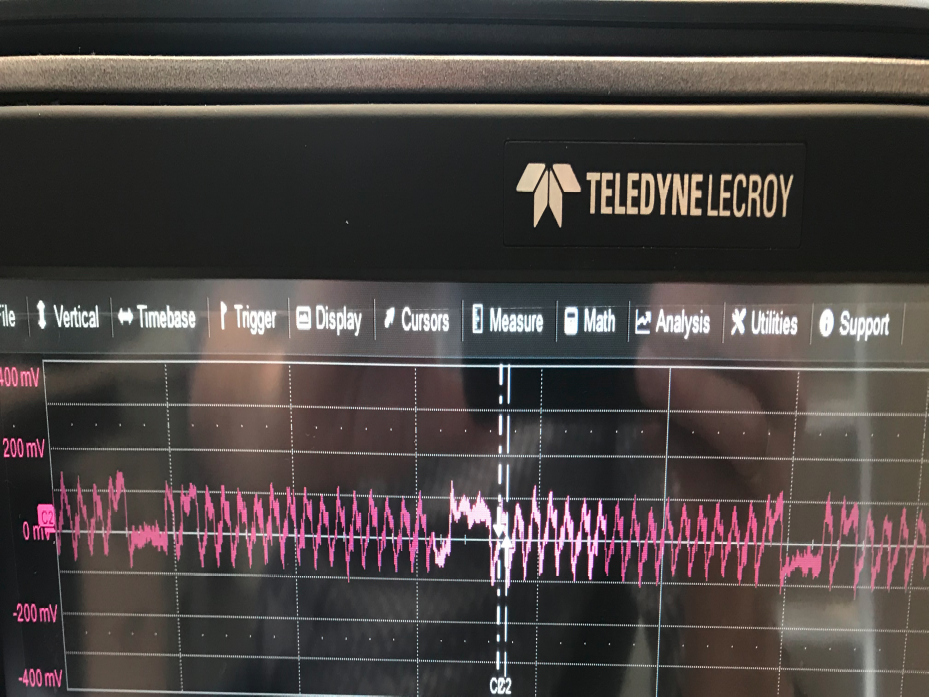 TELEDYNE LECROY
File Vertical Timebase Trigger Display Cursors Measure Math Analysis Utilities Support
400 mV
200 mV
C2
0 mV
-200 mV
-400 mV